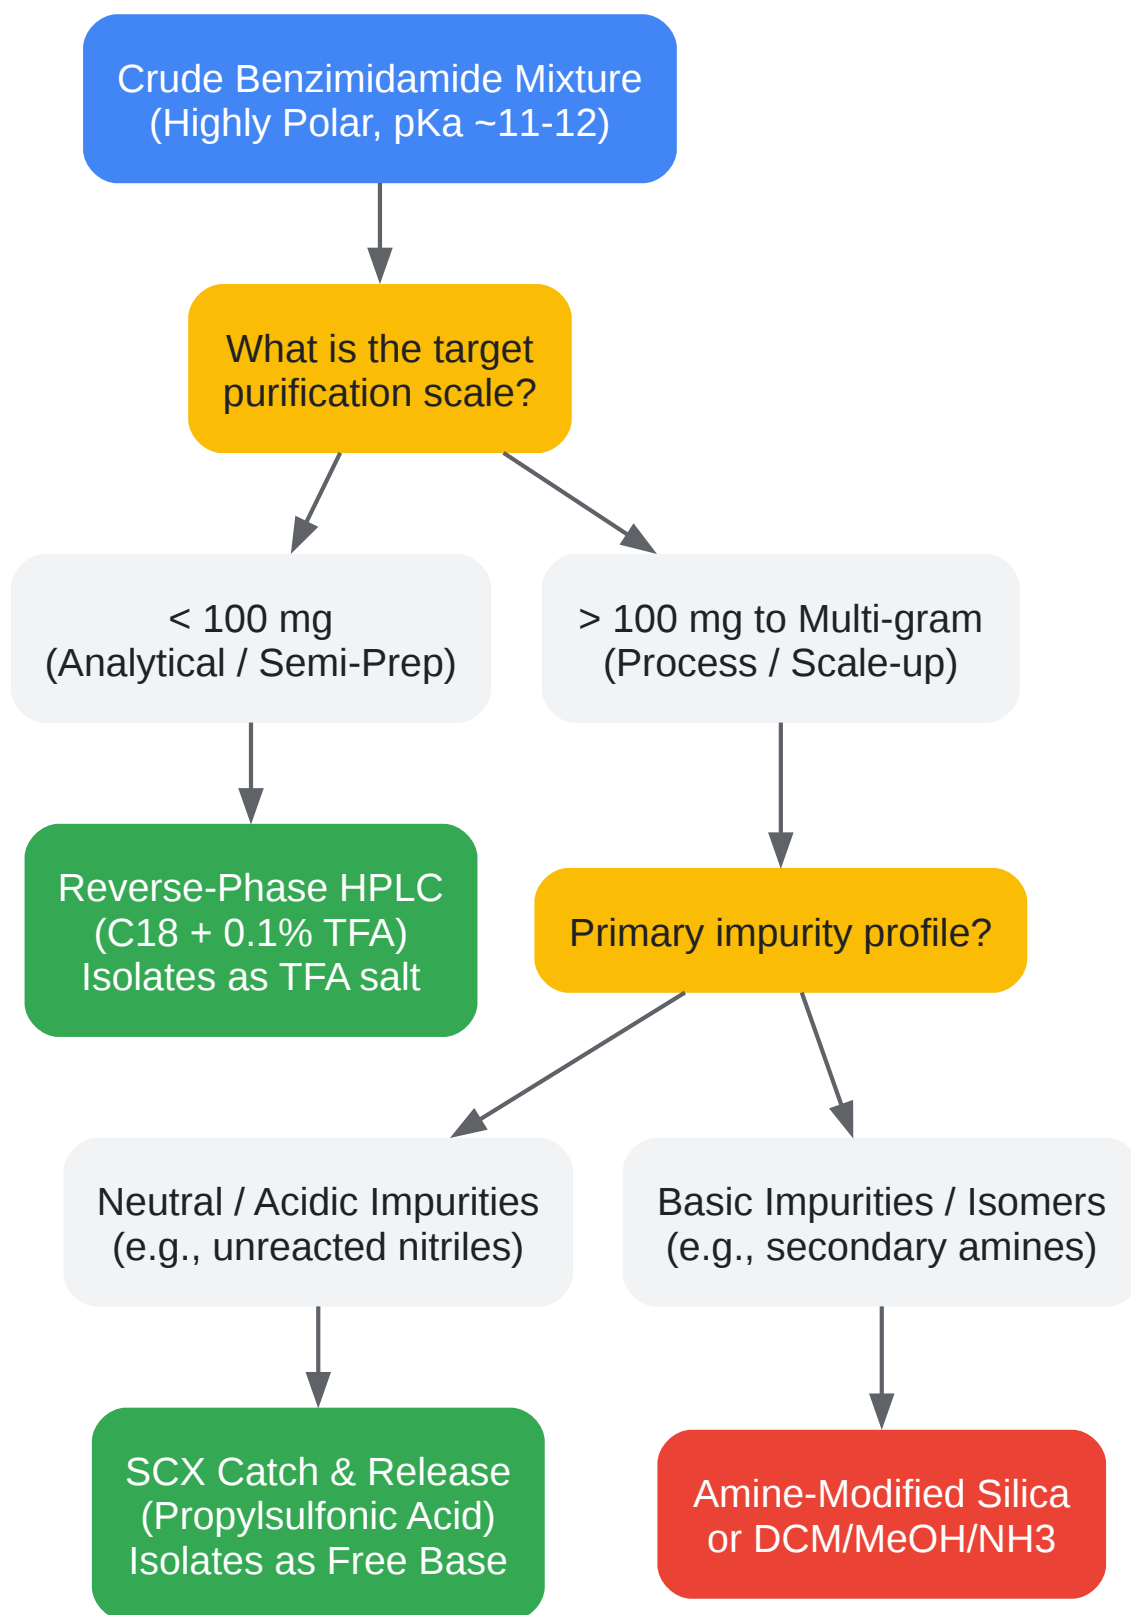 Crude Benzimidamide Mixture
(Highly Polar, pKa ~11-12)
What is the target
purification scale?
< 100 mg
(Analytical / Semi-Prep)
> 100 mg to Multi-gram
(Process / Scale-up)
Reverse-Phase HPLC
(C18 + 0.1% TFA)
Isolates as TFA salt
Primary impurity profile?
Neutral / Acidic Impurities
(e.g., unreacted nitriles)
Basic Impurities / Isomers
(e.g., secondary amines)
SCX Catch & Release
(Propylsulfonic Acid)
Isolates as Free Base
Amine-Modified Silica
or DCM/MeOH/NH3